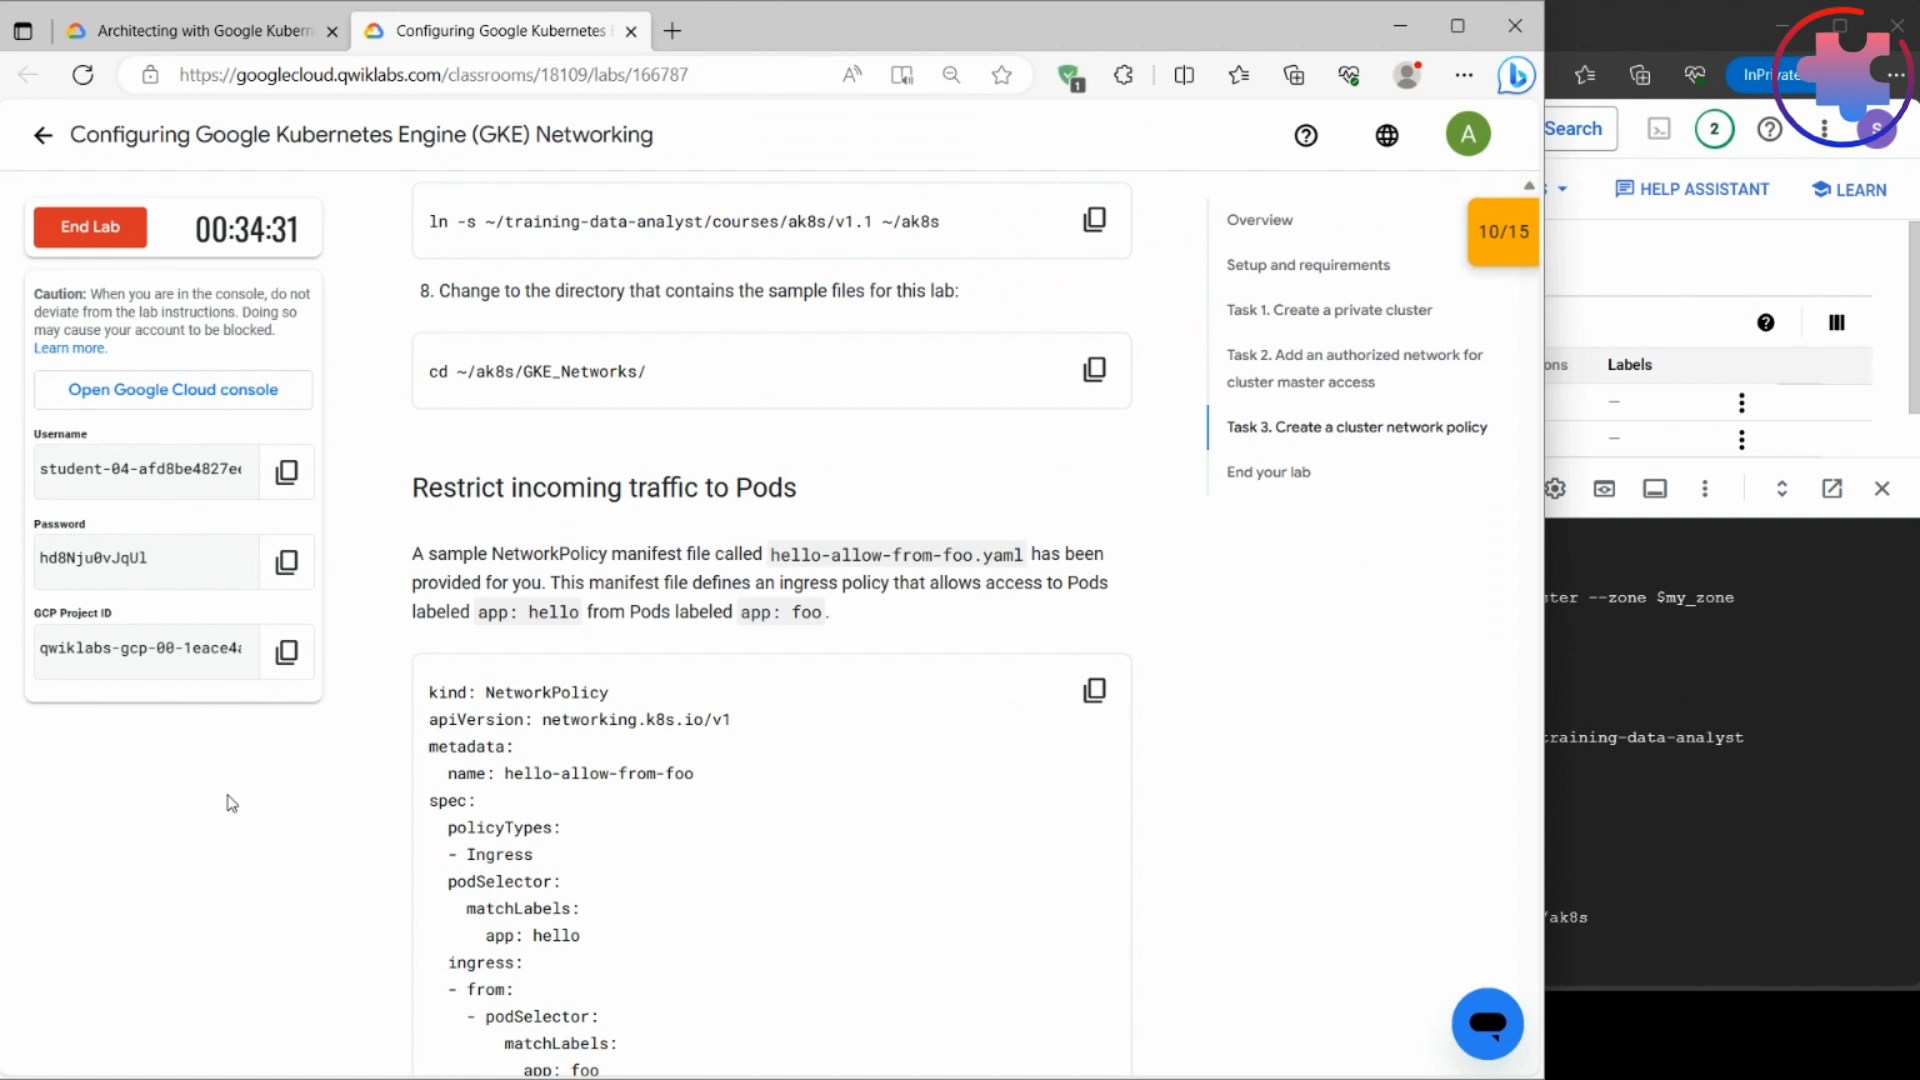 Architecting with Google Kubern
Configuring Google Kubernetes
https://googlecloud.qwiklabs.com/classrooms/18109/labs/166787
1
InPrivate
Configuring Google Kubernetes Engine (GKE) Networking
A
Search
2
S
HELP ASSISTANT
LEARN
End Lab
00:34:31
Caution: When you are in the console, do not
deviate from the lab instructions. Doing so
may cause your account to be blocked.
Learn more.
Open Google Cloud console
Username
student-04-afd8be4827e
Password
hd8Nju0vJqUl
GCP Project ID
qwiklabs-gcp-00-1eace4
ln -s ~/training-data-analyst/courses/ak8s/v1.1 ~/ak8s
8. Change to the directory that contains the sample files for this lab:
cd ~/ak8s/GKE_Networks/
Restrict incoming traffic to Pods
A sample NetworkPolicy manifest file called hello-allow-from-foo.yaml has been
provided for you. This manifest file defines an ingress policy that allows access to Pods
labeled app: hello from Pods labeled app: foo.
kind: NetworkPolicy
apiVersion: networking.k8s.io/v1
metadata:
name: hello-allow-from-foo
spec:
policyTypes:
- Ingress
podSelector:
matchLabels:
app: hello
ingress:
- from:
- podSelector:
matchLabels:
app: foo
Overview
Setup and requirements
Task 1. Create a private cluster
Task 2. Add an authorized network for
cluster master access
Task 3. Create a cluster network policy
End your lab
10/15
ons
Labels
–
–
ster --zone $my_zone
training-data-analyst
/ak8s